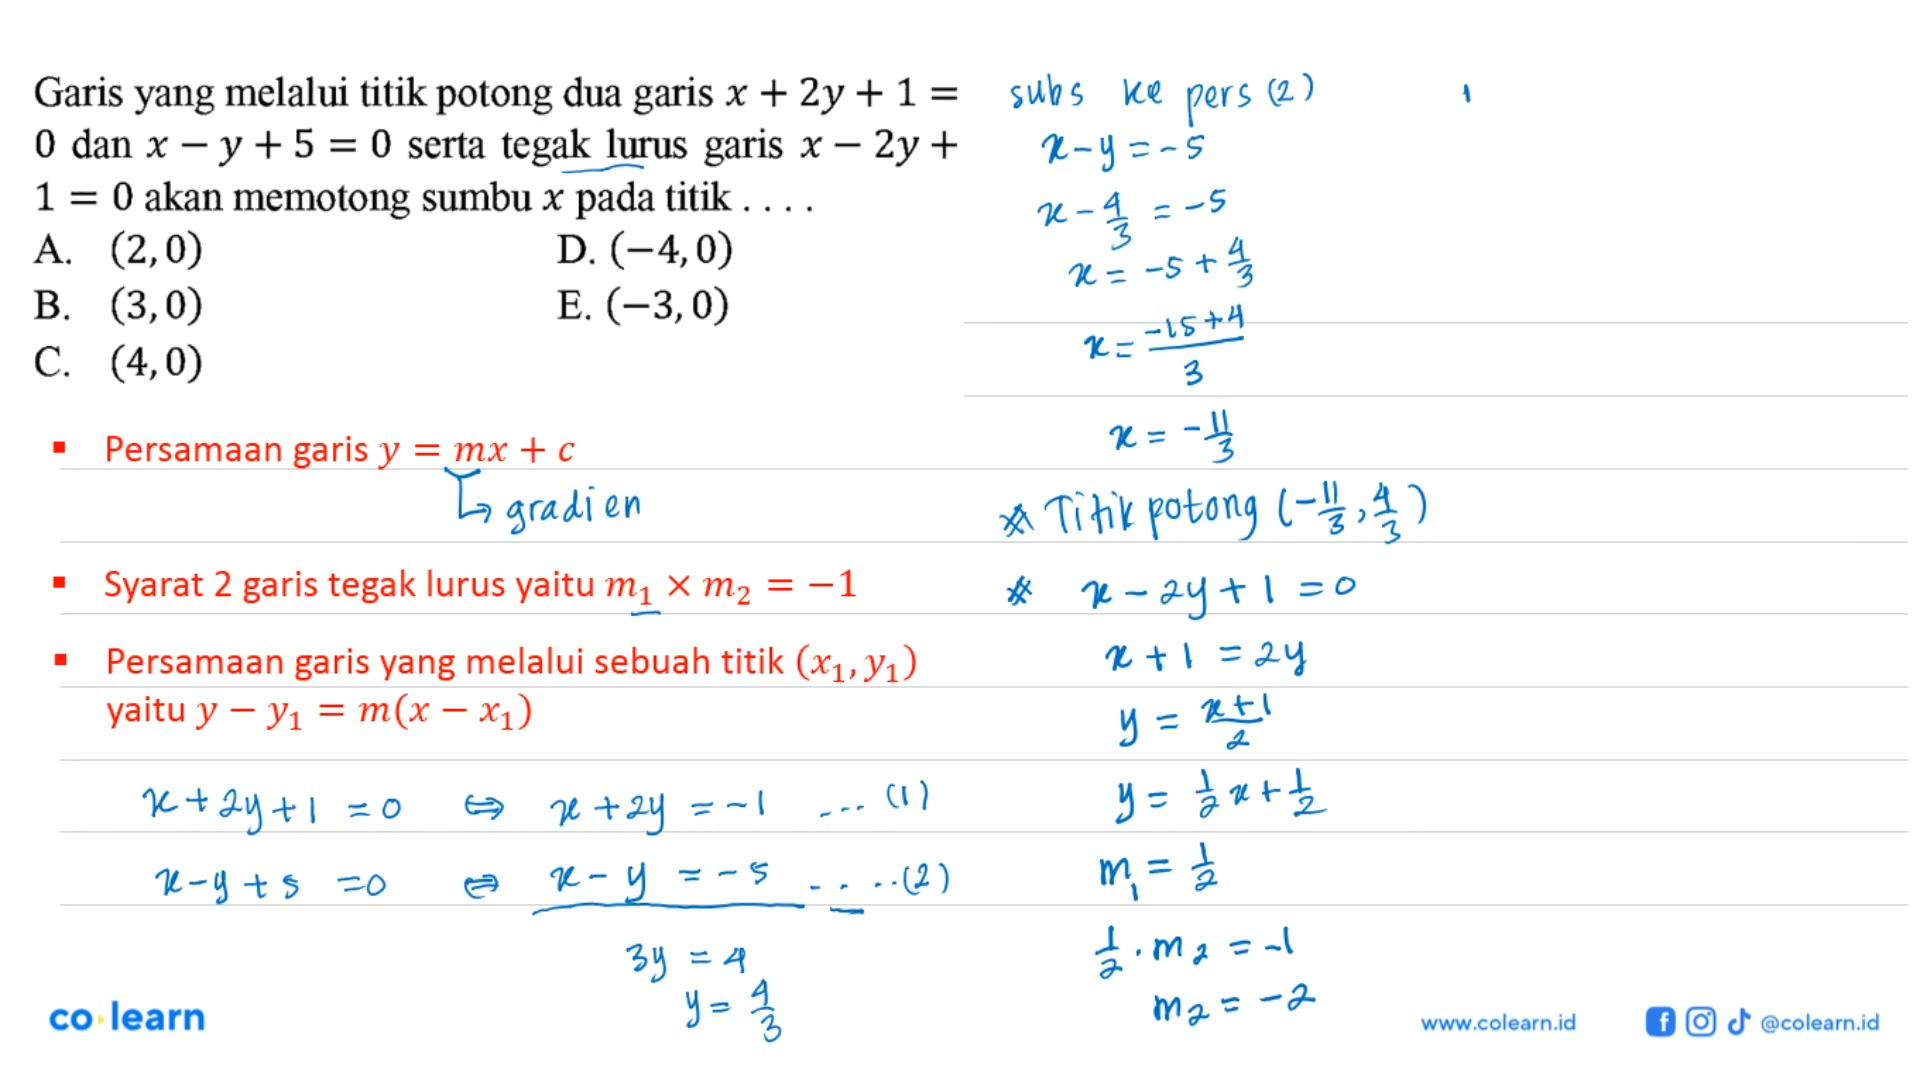 Garis yang melalui titik potong dua garis x + 2y + 1 =
0 dan x − y + 5 = 0 serta tegak lurus garis x − 2y +
1 = 0 akan memotong sumbu x pada titik . . . .
A. (2, 0)
B. (3, 0)
C. (4, 0)
D. (−4, 0)
E. (−3, 0)
▪ Persamaan garis y = mx + c
↳ gradien
▪ Syarat 2 garis tegak lurus yaitu m₁ × m₂ = −1
▪ Persamaan garis yang melalui sebuah titik (x₁, y₁)
yaitu y − y₁ = m(x − x₁)
x + 2y + 1 = 0 ⇔ x + 2y = -1 ... (1)
x - y + 5 = 0 ⇔ x - y = -5 .... (2)
3y = 4
y = 4/3
subs ke pers (2)
x - y = -5
x - 4/3 = -5
x = -5 + 4/3
x = (-15+4)/3
x = -11/3
* Titik potong (-11/3, 4/3)
* x - 2y + 1 = 0
x + 1 = 2y
y = (x+1)/2
y = 1/2 x + 1/2
m₁ = 1/2
1/2 . m₂ = -1
m₂ = -2
co learn
www.colearn.id
@colearn.id